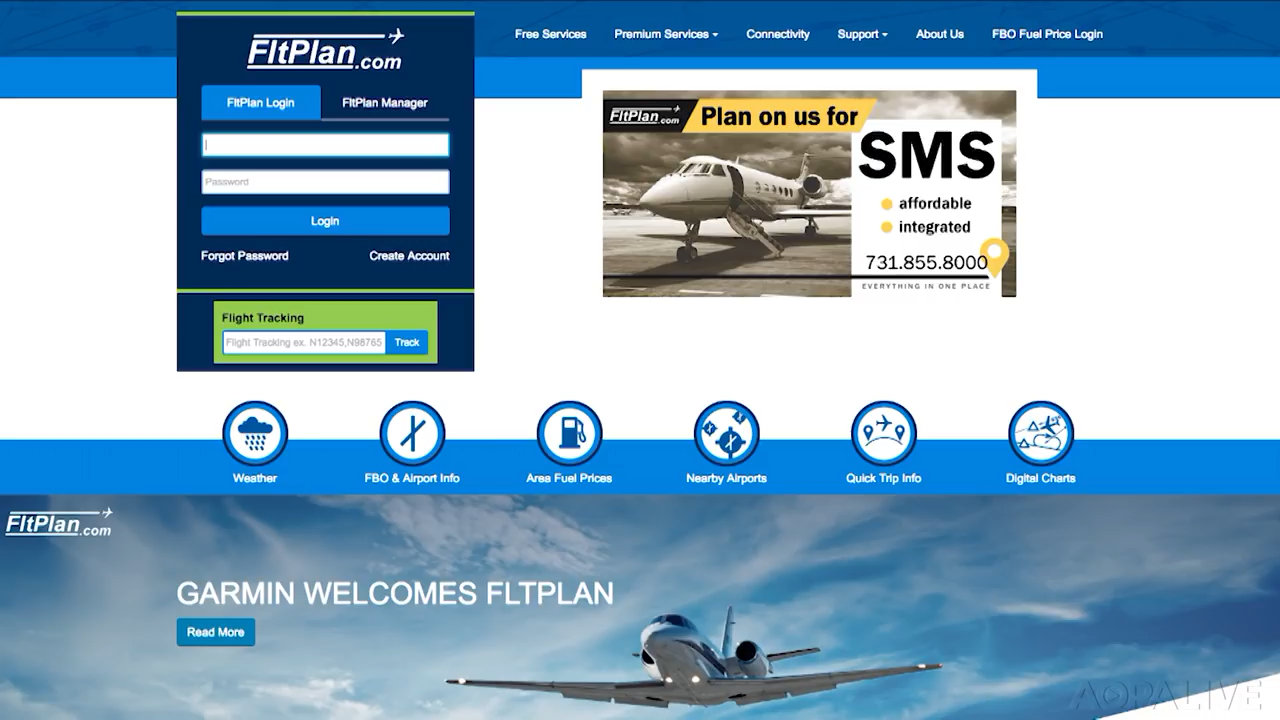 FltPlan.com
Free Services
Premium Services
Connectivity
Support
About Us
FBO Fuel Price Login
FltPlan Login
FltPlan Manager
Password
Login
Forgot Password
Create Account
Flight Tracking
Flight Tracking ex. N12345,N98765
Track
FltPlan.com
Plan on us for
SMS
affordable
integrated
731.855.8000
EVERYTHING IN ONE PLACE
Weather
FBO & Airport Info
Area Fuel Prices
Nearby Airports
Quick Trip Info
Digital Charts
FltPlan.com
GARMIN WELCOMES FLTPLAN
Read More
AOPALIVE